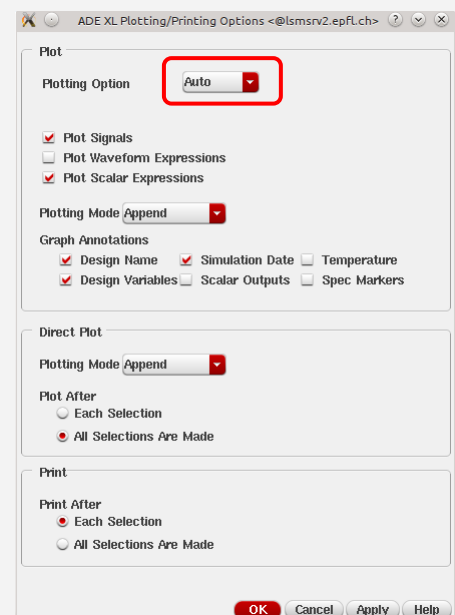 ADE XL Plotting/Printing Options <@lsmsrv2.epfl.ch>
Plot
Plotting Option Auto
Plot Signals
Plot Waveform Expressions
Plot Scalar Expressions
Plotting Mode Append
Graph Annotations
Design Name Simulation Date Temperature
Design Variables Scalar Outputs Spec Markers
Direct Plot
Plotting Mode Append
Plot After
Each Selection
All Selections Are Made
Print
Print After
Each Selection
All Selections Are Made
OK Cancel Apply Help